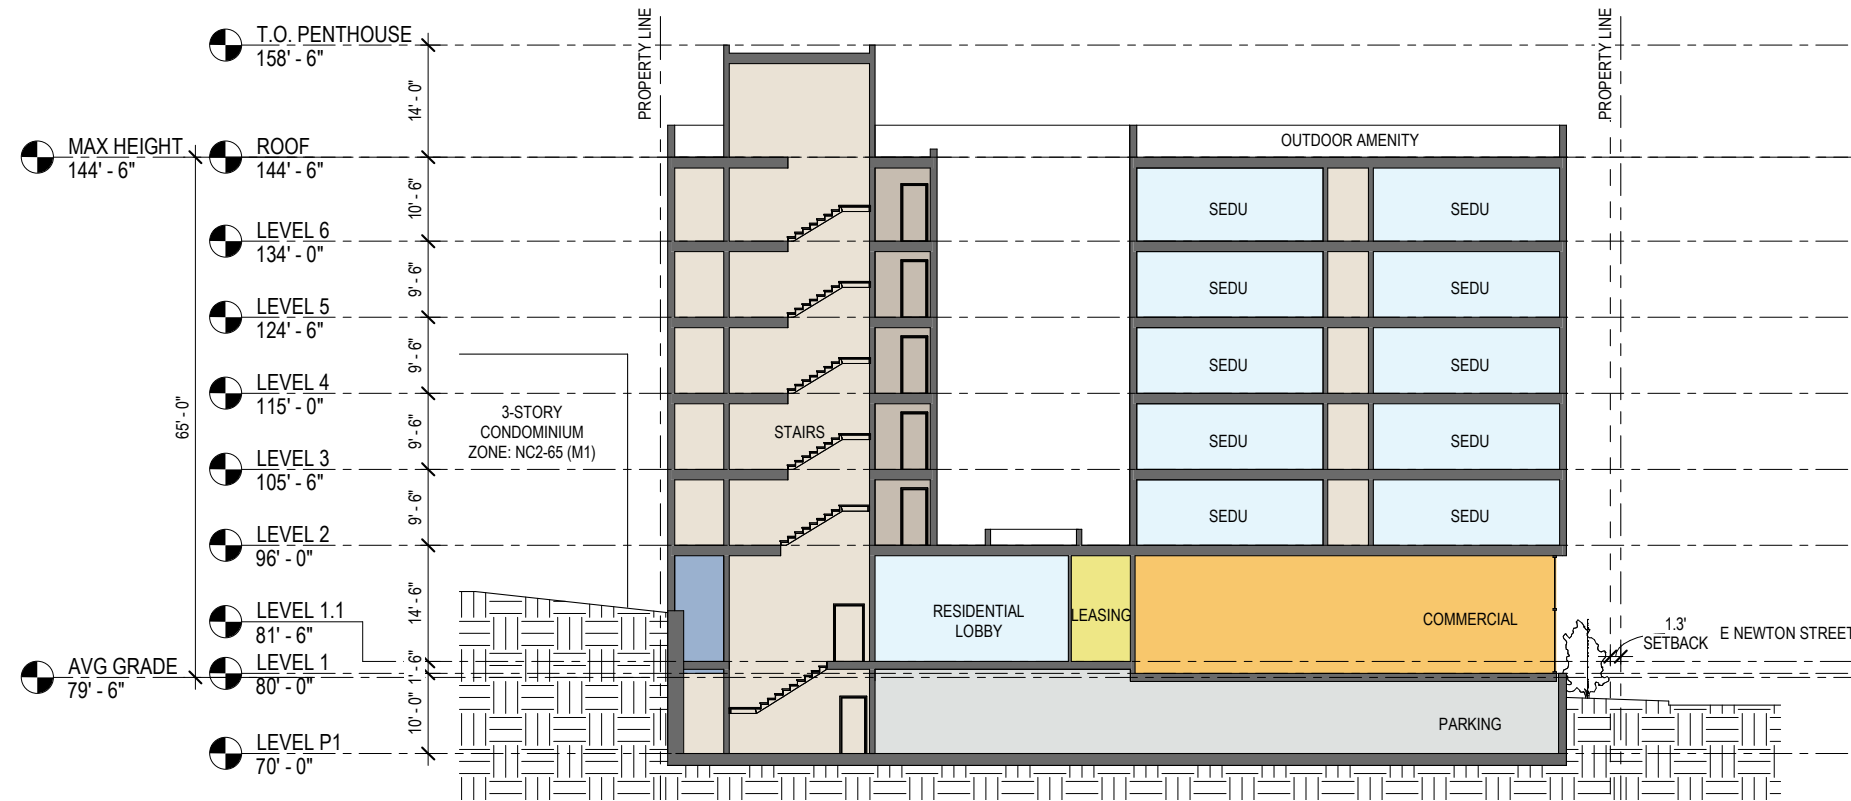 T.O. PENTHOUSE
158' - 6"
PROPERTY LINE
PROPERTY LINE
14' - 0"
MAX HEIGHT
144' - 6"
ROOF
144' - 6"
OUTDOOR AMENITY
10' - 6"
SEDU
SEDU
LEVEL 6
134' - 0"
9' - 6"
SEDU
SEDU
LEVEL 5
124' - 6"
9' - 6"
SEDU
SEDU
LEVEL 4
115' - 0"
65' - 0"
3-STORY
CONDOMINIUM
ZONE: NC2-65 (M1)
9' - 6"
STAIRS
SEDU
SEDU
LEVEL 3
105' - 6"
9' - 6"
SEDU
SEDU
LEVEL 2
96' - 0"
14' - 6"
LEVEL 1.1
81' - 6"
RESIDENTIAL
LOBBY
LEASING
COMMERCIAL
1.3'
SETBACK
E NEWTON STREET
AVG GRADE
79' - 6"
LEVEL 1
80' - 0"
1' - 6"
10' - 0"
PARKING
LEVEL P1
70' - 0"